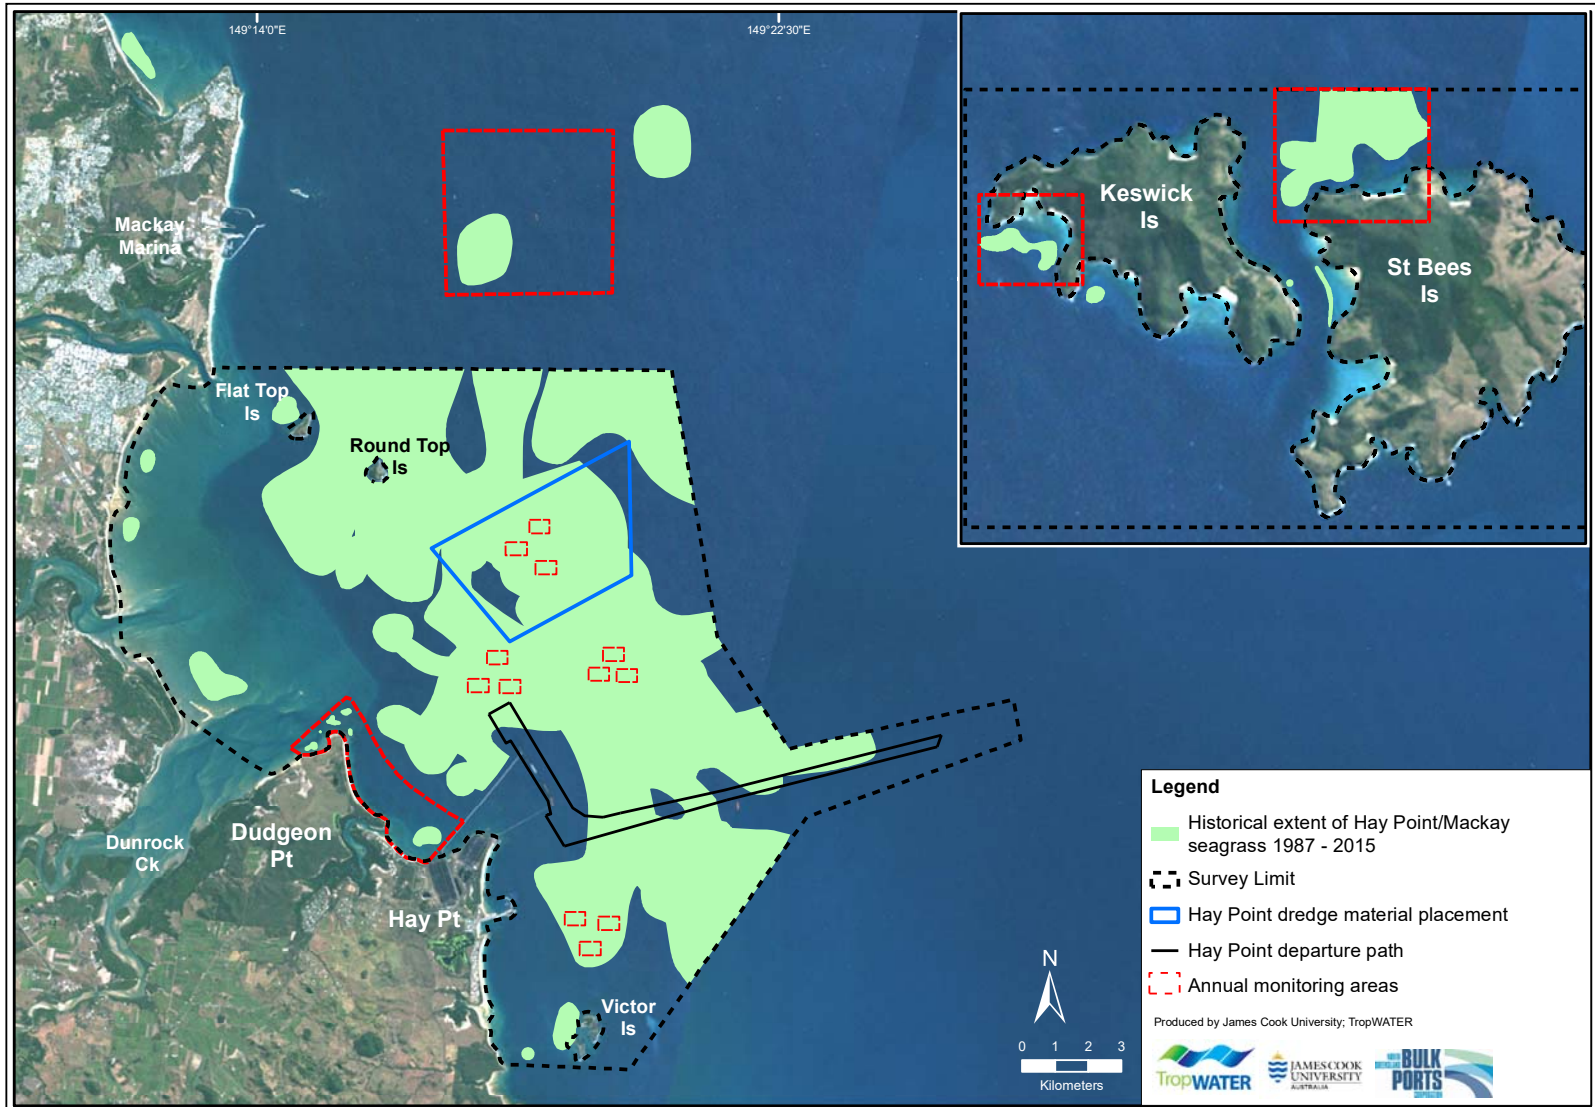 149°14'0"E
149°22'30"E
Mackay
Marina
Keswick
Is
St Bees
Is
Flat Top
Is
Round Top
Is
Dunrock
Ck
Dudgeon
Pt
Hay Pt
Victor
Is
N
0 1 2 3
Kilometers
Legend
Historical extent of Hay Point/Mackay
seagrass 1987 - 2015
Survey Limit
Hay Point dredge material placement
Hay Point departure path
Annual monitoring areas
Produced by James Cook University; TropWATER
TropWATER
JAMES COOK
UNIVERSITY
AUSTRALIA
NORTH QUEENSLAND
BULK
PORTS
CORPORATION